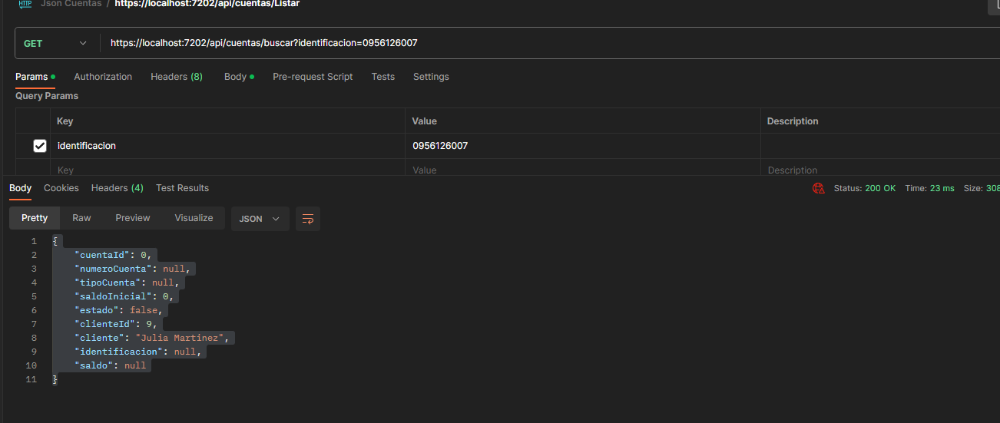 HTTP Json Cuentas / https://localhost:7202/api/cuentas/Listar
GET https://localhost:7202/api/cuentas/buscar?identificacion=0956126007
Params Authorization Headers (8) Body Pre-request Script Tests Settings
Query Params
Key Value Description
identificacion 0956126007
Key Value Description
Body Cookies Headers (4) Test Results Status: 200 OK Time: 23 ms Size: 308
Pretty Raw Preview Visualize JSON
1 {
2 "cuentaId": 0,
3 "numeroCuenta": null,
4 "tipoCuenta": null,
5 "saldoInicial": 0,
6 "estado": false,
7 "clienteId": 9,
8 "cliente": "Julia Martinez",
9 "identificacion": null,
10 "saldo": null
11 }